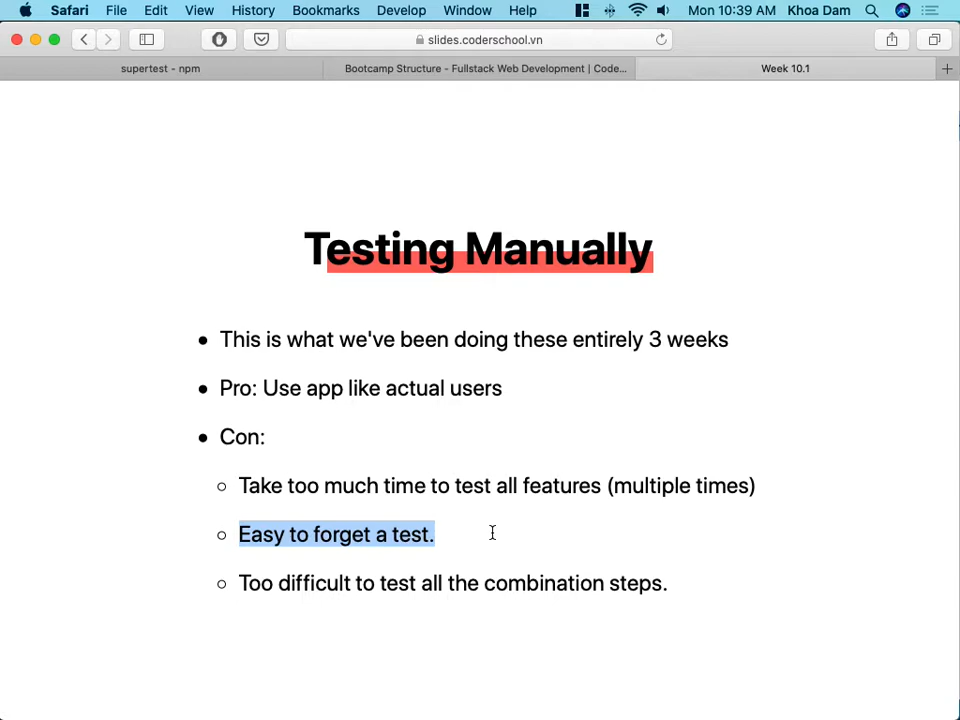 Safari File Edit View History Bookmarks Develop Window Help Mon 10:39 AM Khoa Dam
slides.coderschool.vn
supertest - npm
Bootcamp Structure - Fullstack Web Development | Code...
Week 10.1
Testing Manually
This is what we've been doing these entirely 3 weeks
Pro: Use app like actual users
Con:
Take too much time to test all features (multiple times)
Easy to forget a test.
Too difficult to test all the combination steps.